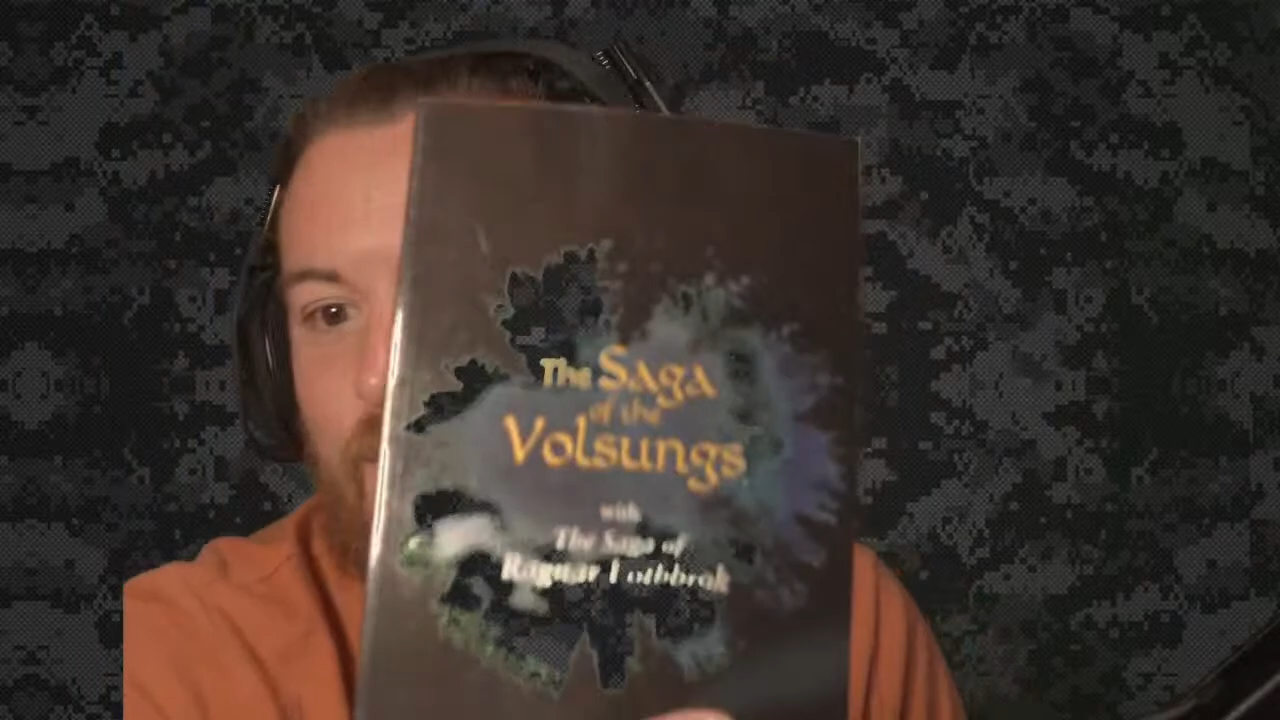 The Saga
of the
Volsungs
with
The Saga of
Ragnar Lothbrok